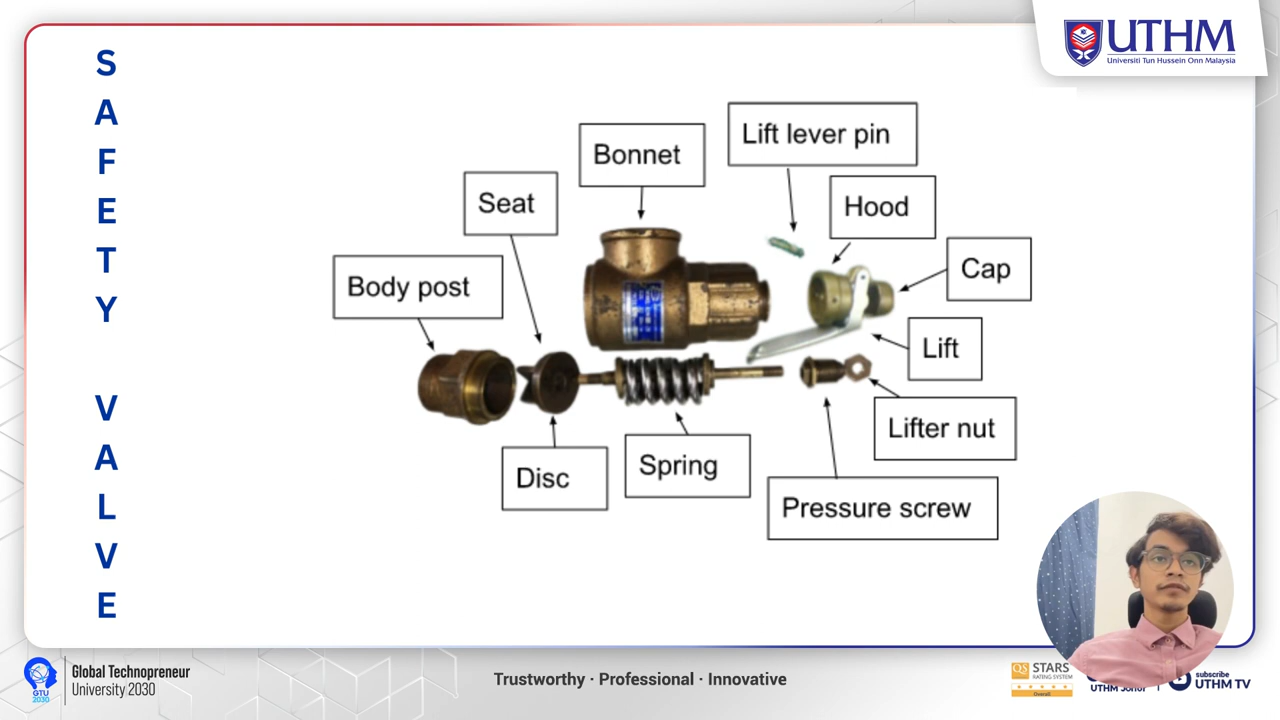 UTHM
Universiti Tun Hussein Onn Malaysia
S
A
F
E
T
Y
V
A
L
V
E
Lift lever pin
Bonnet
Seat
Hood
Cap
Body post
Lift
Lifter nut
Spring
Disc
Pressure screw
GTU
2030
Global Technopreneur
University 2030
Trustworthy · Professional · Innovative
QS
STARS
RATING SYSTEM
Overall
UTHM Johor
subscribe
UTHM TV